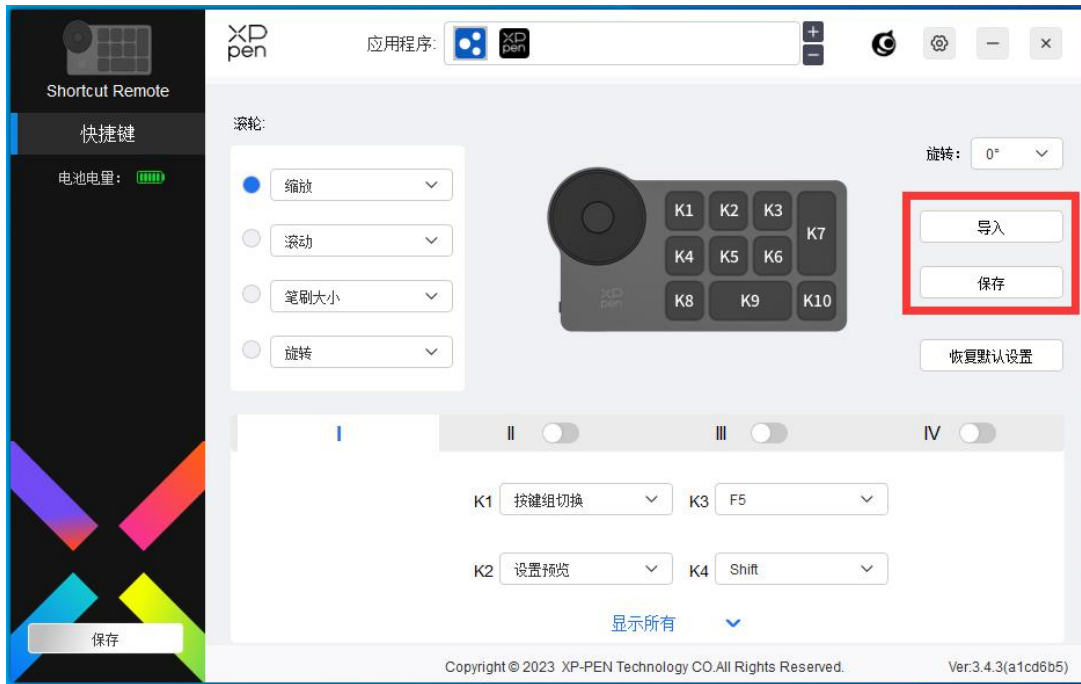 XP
pen
应用程序:
XP
pen
Shortcut Remote
快捷键
电池电量：
滚轮:
缩放
滚动
笔刷大小
旋转
XP
pen
K1 K2 K3
K7
K4 K5 K6
K8 K9 K10
旋转： 0°
导入
保存
恢复默认设置
I II III IV
K1 按键组切换 K3 F5
K2 设置预览 K4 Shift
显示所有
保存
Copyright © 2023 XP-PEN Technology CO.All Rights Reserved. Ver:3.4.3(a1cd6b5)